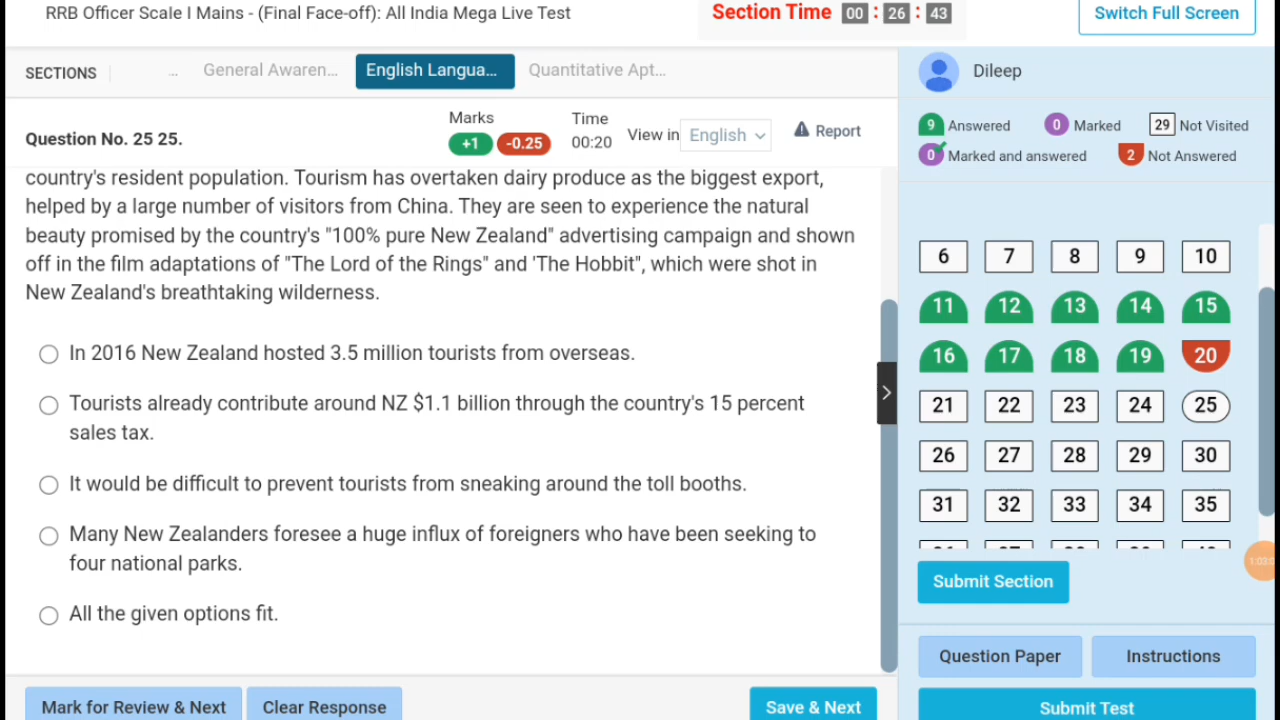 RRB Officer Scale I Mains - (Final Face-off): All India Mega Live Test
Section Time 00 : 26 : 43
Switch Full Screen
SECTIONS
...
General Awaren...
English Langua...
Quantitative Apt...
Dileep
Question No. 25 25.
Marks
+1 -0.25
Time
00:20
View in English
Report
9 Answered
0 Marked
29 Not Visited
0 Marked and answered
2 Not Answered
country's resident population. Tourism has overtaken dairy produce as the biggest export,
helped by a large number of visitors from China. They are seen to experience the natural
beauty promised by the country's "100% pure New Zealand" advertising campaign and shown
off in the film adaptations of "The Lord of the Rings" and 'The Hobbit", which were shot in
New Zealand's breathtaking wilderness.
In 2016 New Zealand hosted 3.5 million tourists from overseas.
Tourists already contribute around NZ $1.1 billion through the country's 15 percent
sales tax.
It would be difficult to prevent tourists from sneaking around the toll booths.
Many New Zealanders foresee a huge influx of foreigners who have been seeking to
four national parks.
All the given options fit.
>
6 7 8 9 10
11 12 13 14 15
16 17 18 19 20
21 22 23 24 25
26 27 28 29 30
31 32 33 34 35
Submit Section
Question Paper
Instructions
Mark for Review & Next
Clear Response
Save & Next
Submit Test